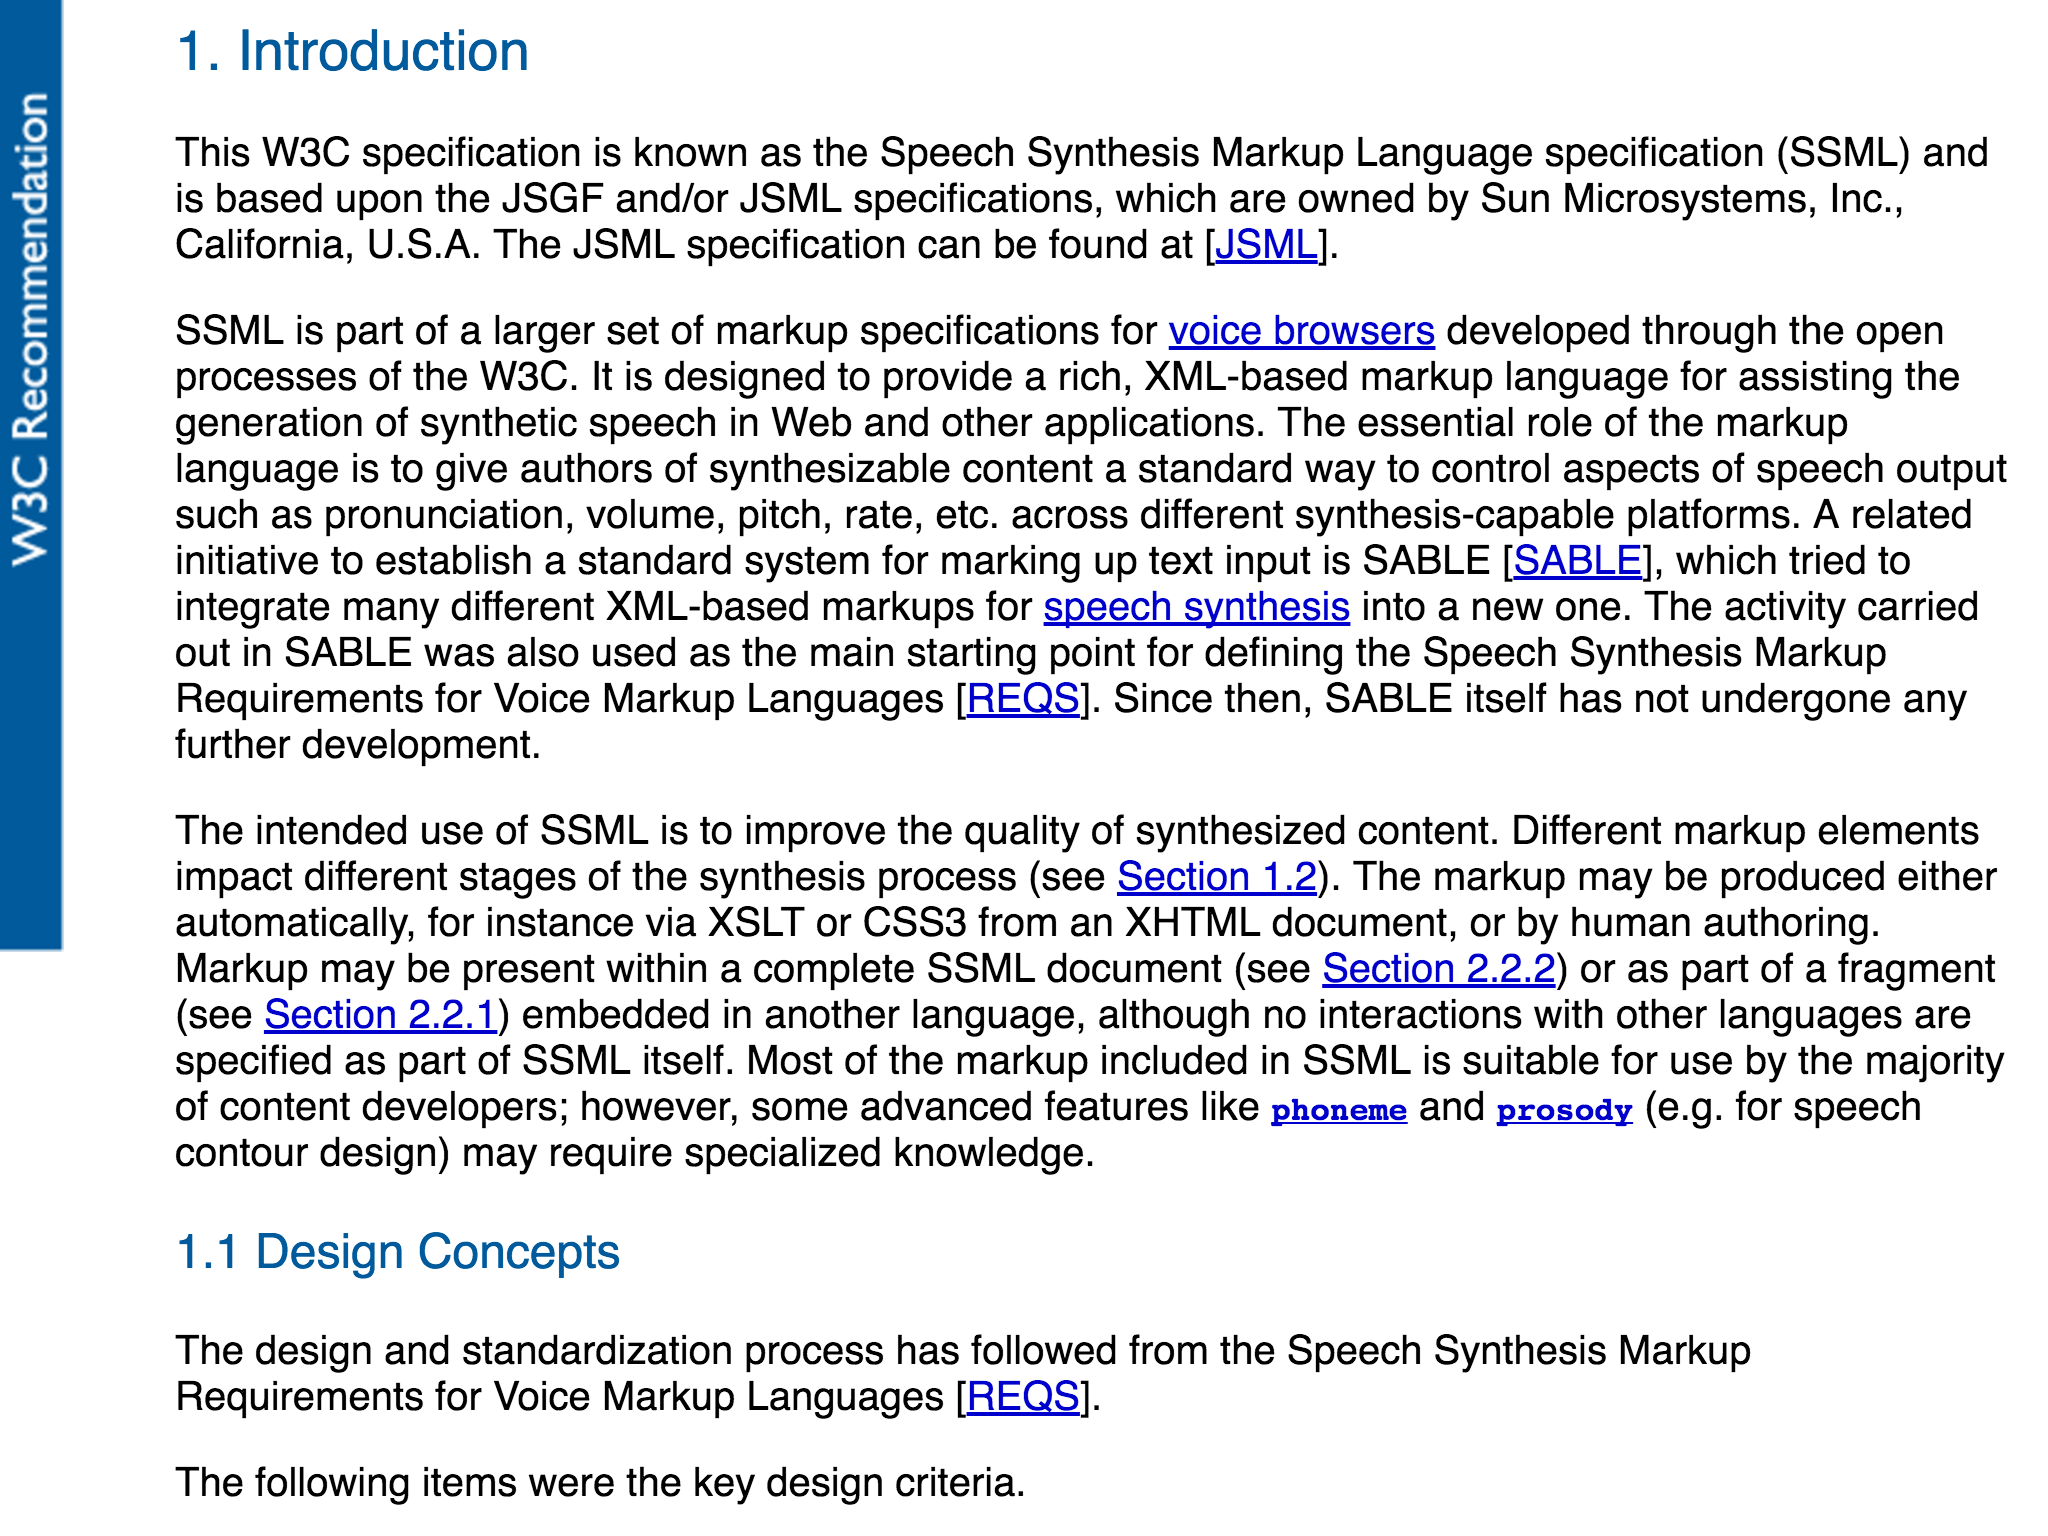 W3C Recommendation
1. Introduction
This W3C specification is known as the Speech Synthesis Markup Language specification (SSML) and
is based upon the JSGF and/or JSML specifications, which are owned by Sun Microsystems, Inc.,
California, U.S.A. The JSML specification can be found at [JSML].
SSML is part of a larger set of markup specifications for voice browsers developed through the open
processes of the W3C. It is designed to provide a rich, XML-based markup language for assisting the
generation of synthetic speech in Web and other applications. The essential role of the markup
language is to give authors of synthesizable content a standard way to control aspects of speech output
such as pronunciation, volume, pitch, rate, etc. across different synthesis-capable platforms. A related
initiative to establish a standard system for marking up text input is SABLE [SABLE], which tried to
integrate many different XML-based markups for speech synthesis into a new one. The activity carried
out in SABLE was also used as the main starting point for defining the Speech Synthesis Markup
Requirements for Voice Markup Languages [REQS]. Since then, SABLE itself has not undergone any
further development.
The intended use of SSML is to improve the quality of synthesized content. Different markup elements
impact different stages of the synthesis process (see Section 1.2). The markup may be produced either
automatically, for instance via XSLT or CSS3 from an XHTML document, or by human authoring.
Markup may be present within a complete SSML document (see Section 2.2.2) or as part of a fragment
(see Section 2.2.1) embedded in another language, although no interactions with other languages are
specified as part of SSML itself. Most of the markup included in SSML is suitable for use by the majority
of content developers; however, some advanced features like phoneme and prosody (e.g. for speech
contour design) may require specialized knowledge.
1.1 Design Concepts
The design and standardization process has followed from the Speech Synthesis Markup
Requirements for Voice Markup Languages [REQS].
The following items were the key design criteria.